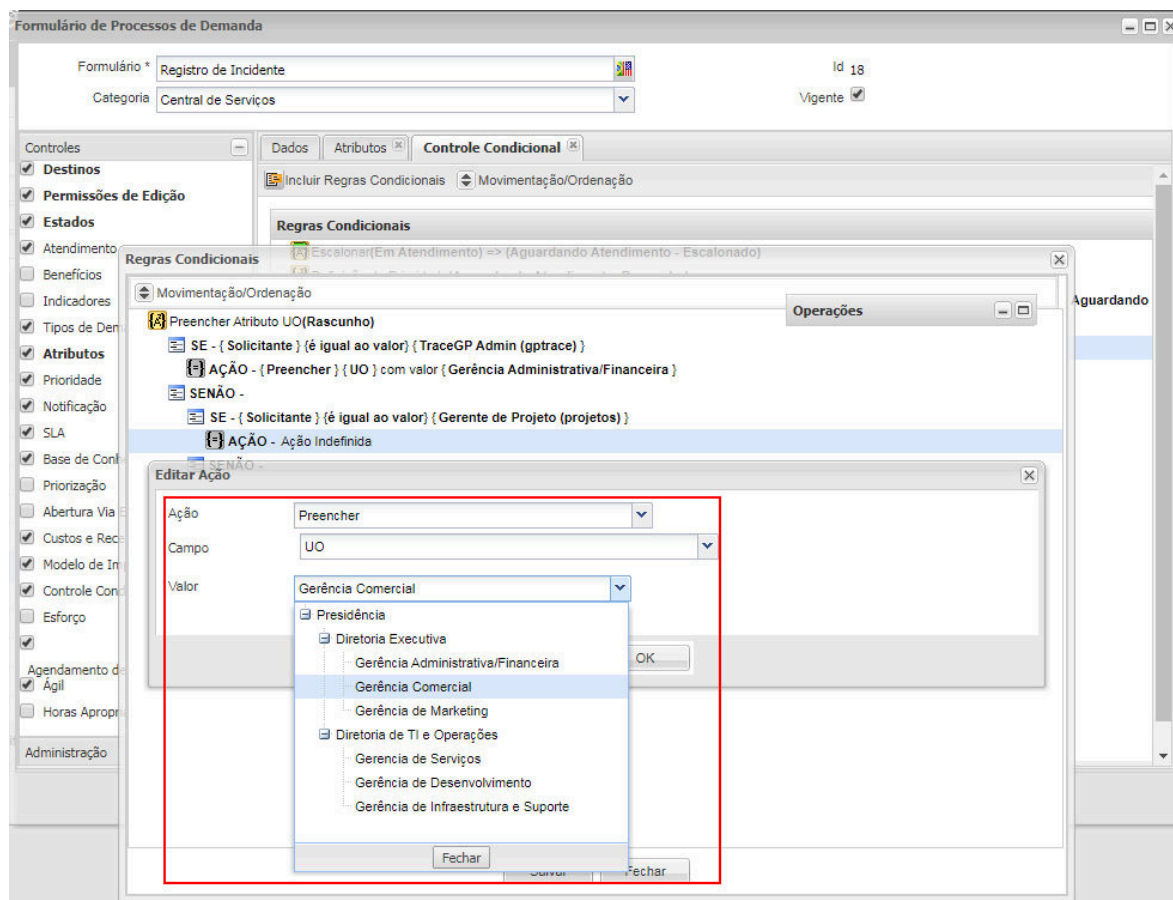 Formulário de Processos de Demanda
Formulário * Registro de Incidente Id 18
Categoria Central de Serviços Vigente
Controles
Destinos
Permissões de Edição
Estados
Atendimento
Benefícios
Indicadores
Tipos de Dem
Atributos
Prioridade
Notificação
SLA
Base de Conh
Priorização
Abertura Via E
Custos e Rece
Modelo de Im
Controle Cond
Esforço
Agendamento de
Ágil
Horas Apropri
Administração
Dados Atributos Controle Condicional
Incluir Regras Condicionais Movimentação/Ordenação
Regras Condicionais
Escalonar(Em Atendimento) => (Aguardando Atendimento - Escalonado)
Aguardando
Regras Condicionais
Movimentação/Ordenação
Operações
Preencher Atributo UO(Rascunho)
SE - { Solicitante } {é igual ao valor} { TraceGP Admin (gptrace) }
AÇÃO - { Preencher } { UO } com valor { Gerência Administrativa/Financeira }
SENÃO -
SE - { Solicitante } {é igual ao valor} { Gerente de Projeto (projetos) }
AÇÃO - Ação Indefinida
SENÃO -
Editar Ação
Ação Preencher
Campo UO
Valor Gerência Comercial
Presidência
Diretoria Executiva
Gerência Administrativa/Financeira
Gerência Comercial
Gerência de Marketing
Diretoria de TI e Operações
Gerencia de Serviços
Gerência de Desenvolvimento
Gerência de Infraestrutura e Suporte
Fechar
OK
Salvar Fechar